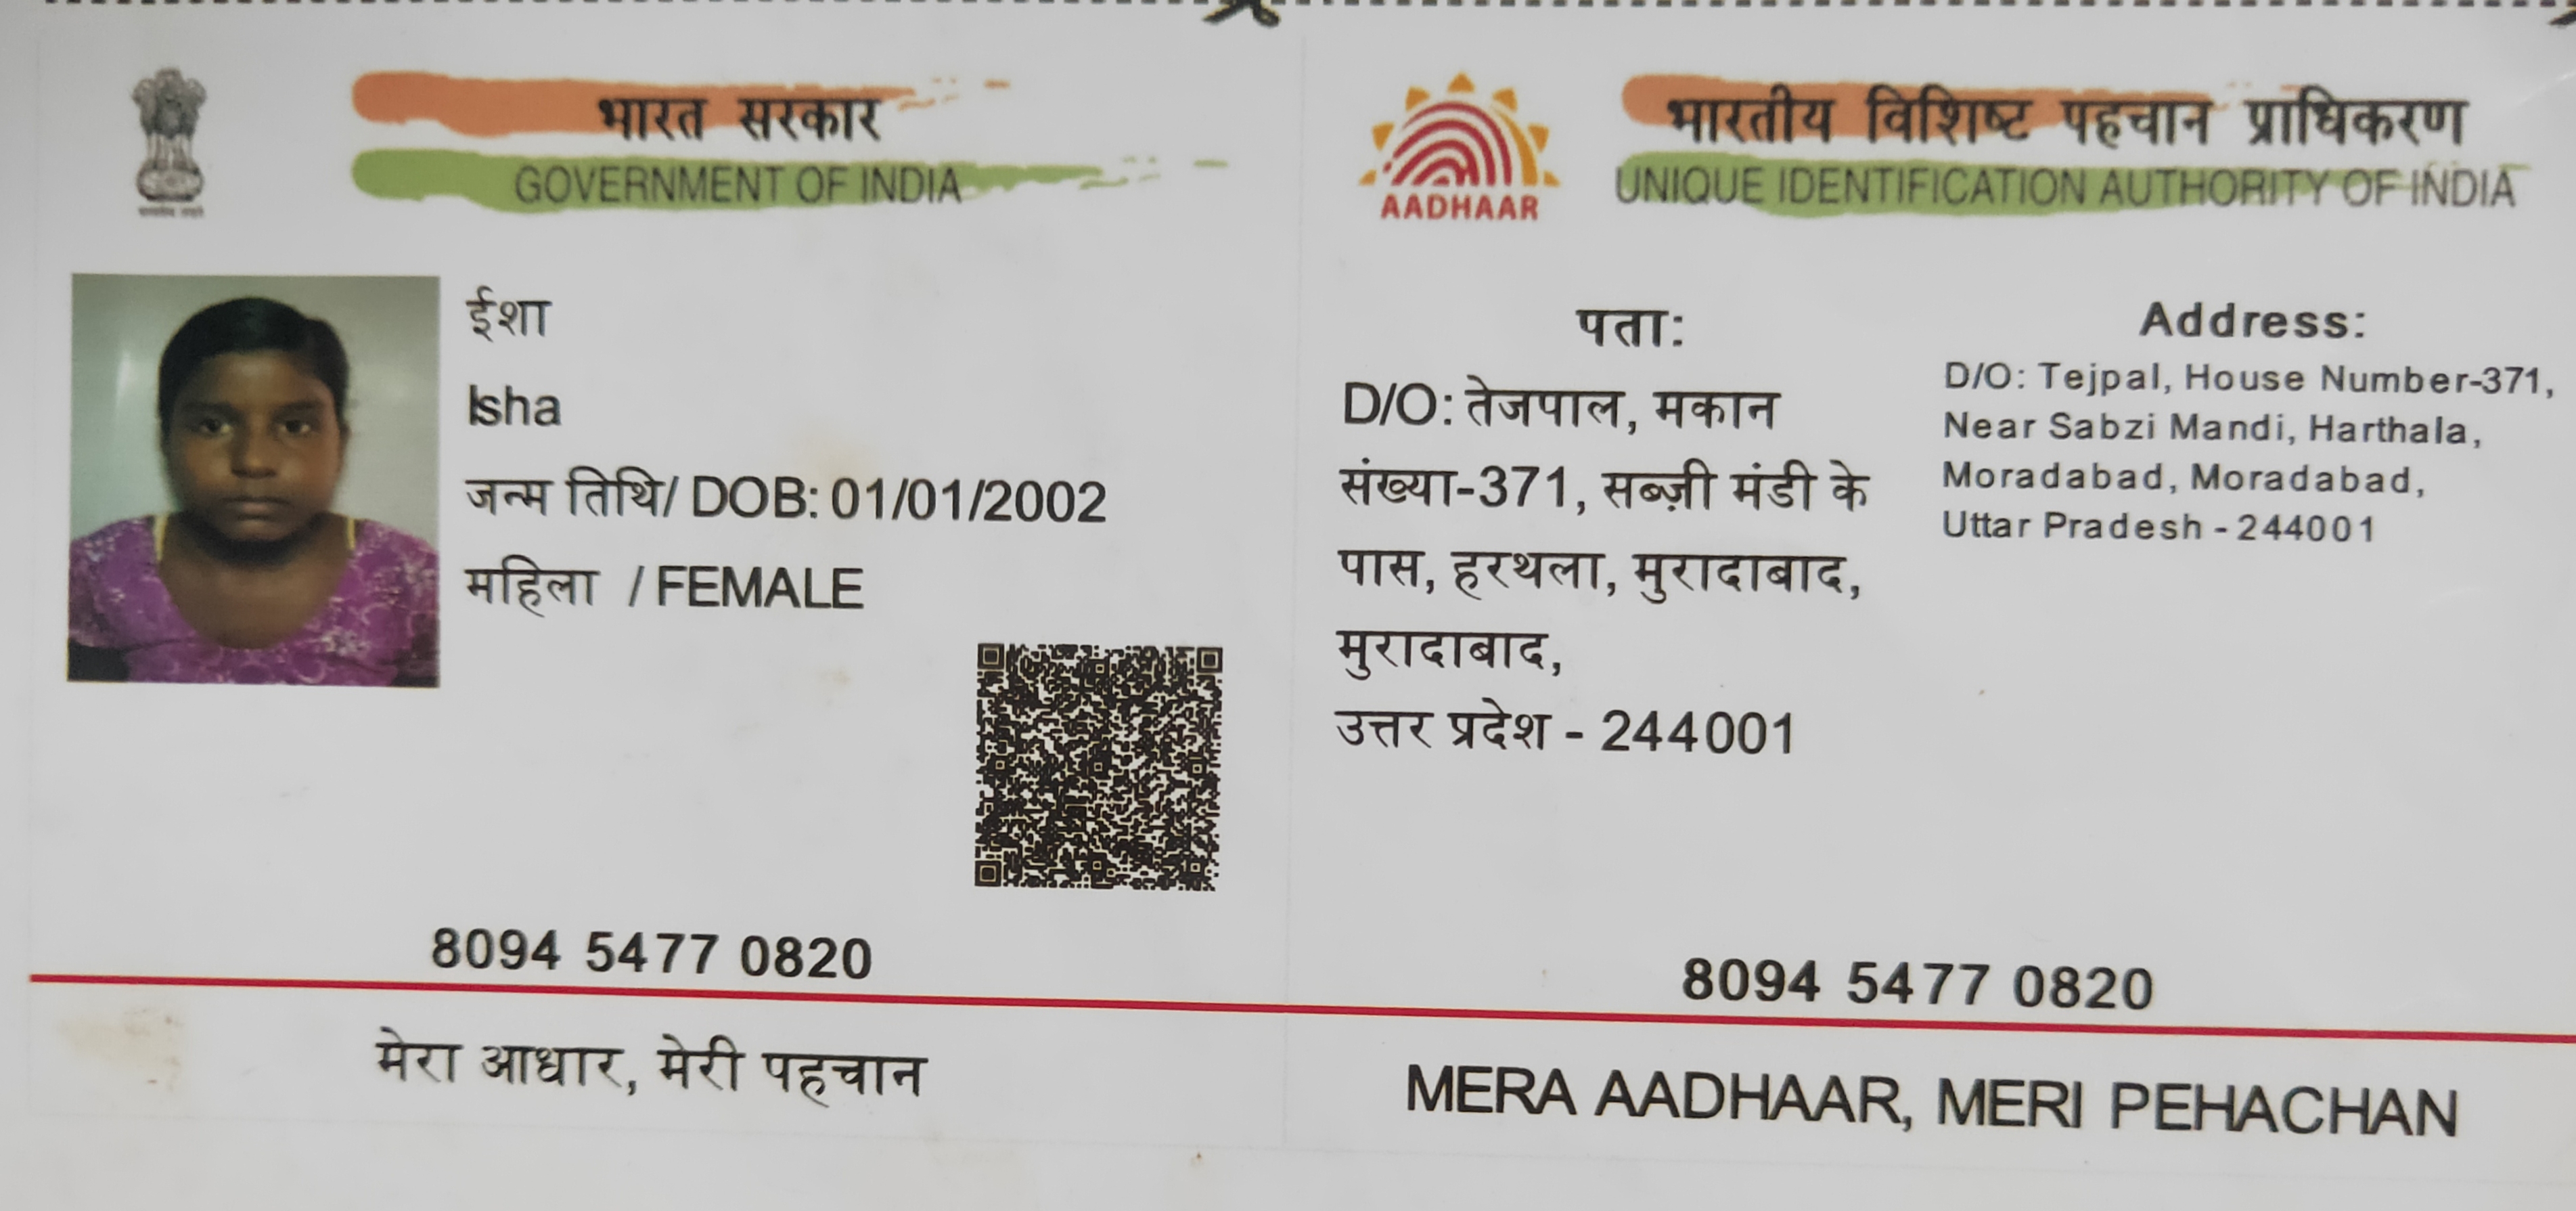 भारत सरकार
GOVERNMENT OF INDIA
ईशा
Isha
जन्म तिथि/ DOB: 01/01/2002
महिला / FEMALE
8094 5477 0820
मेरा आधार, मेरी पहचान
AADHAAR
भारतीय विशिष्ट पहचान प्राधिकरण
UNIQUE IDENTIFICATION AUTHORITY OF INDIA
पता:
D/O: तेजपाल, मकान
संख्या-371, सब्ज़ी मंडी के
पास, हरथला, मुरादाबाद,
मुरादाबाद,
उत्तर प्रदेश - 244001
Address:
D/O: Tejpal, House Number-371,
Near Sabzi Mandi, Harthala,
Moradabad, Moradabad,
Uttar Pradesh - 244001
8094 5477 0820
MERA AADHAAR, MERI PEHACHAN